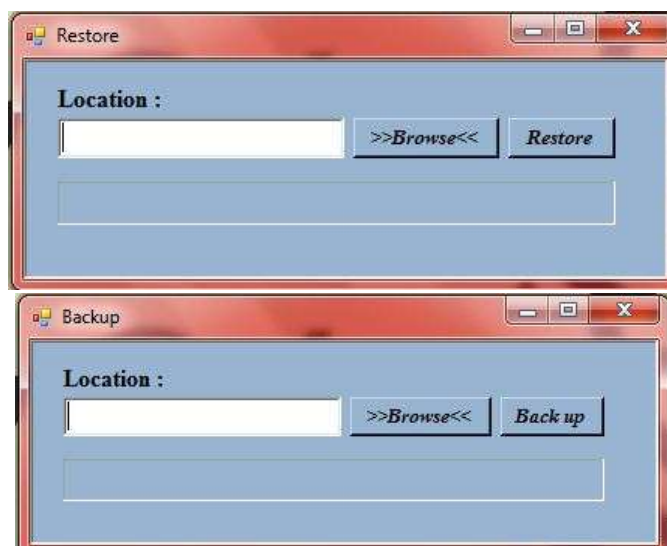 Restore
Location :
>>Browse<< Restore
Backup
Location :
>>Browse<< Back up